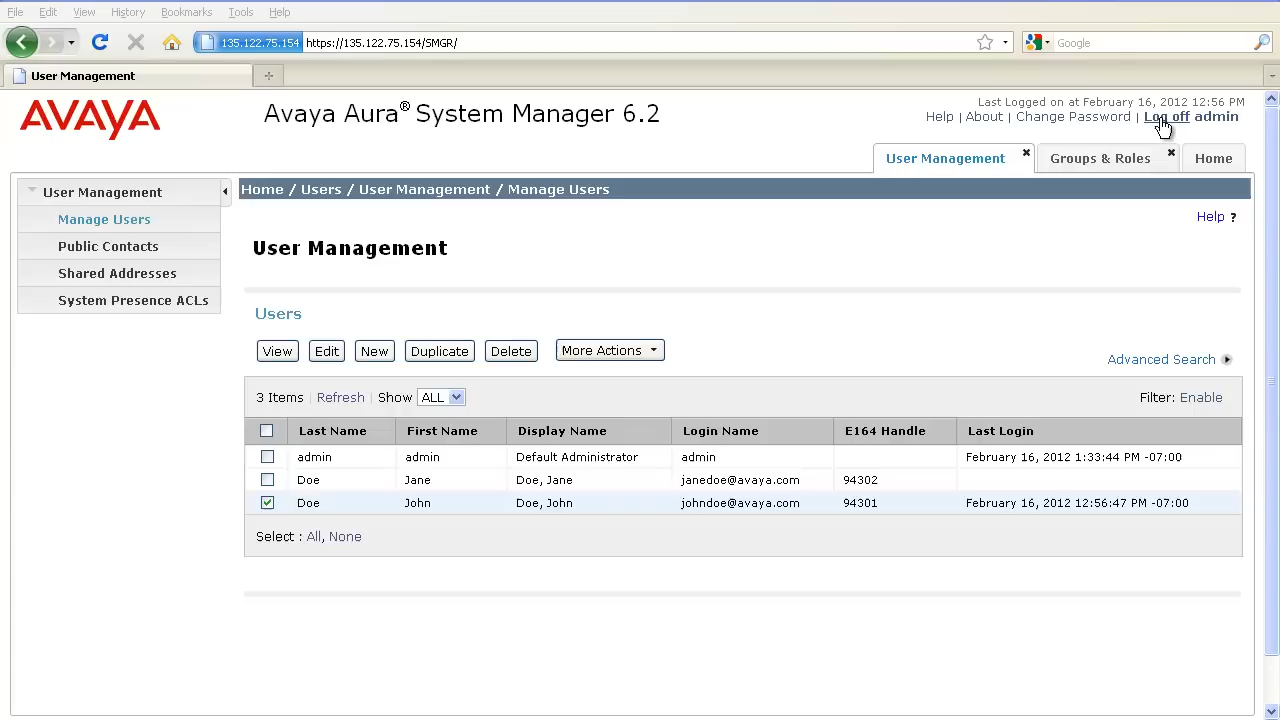 File Edit View History Bookmarks Tools Help
135.122.75.154 https://135.122.75.154/SMGR/ Google
User Management
Last Logged on at February 16, 2012 12:56 PM
AVAYA Avaya Aura® System Manager 6.2
Help | About | Change Password | Log off admin
User Management Groups & Roles Home
User Management
Manage Users
Public Contacts
Shared Addresses
System Presence ACLs
Home / Users / User Management / Manage Users
Help ?
User Management
Users
View Edit New Duplicate Delete More Actions
Advanced Search
3 Items | Refresh | Show ALL Filter: Enable
Last Name First Name Display Name Login Name E164 Handle Last Login
admin admin Default Administrator admin February 16, 2012 1:33:44 PM -07:00
Doe Jane Doe, Jane janedoe@avaya.com 94302
Doe John Doe, John johndoe@avaya.com 94301 February 16, 2012 12:56:47 PM -07:00
Select : All, None